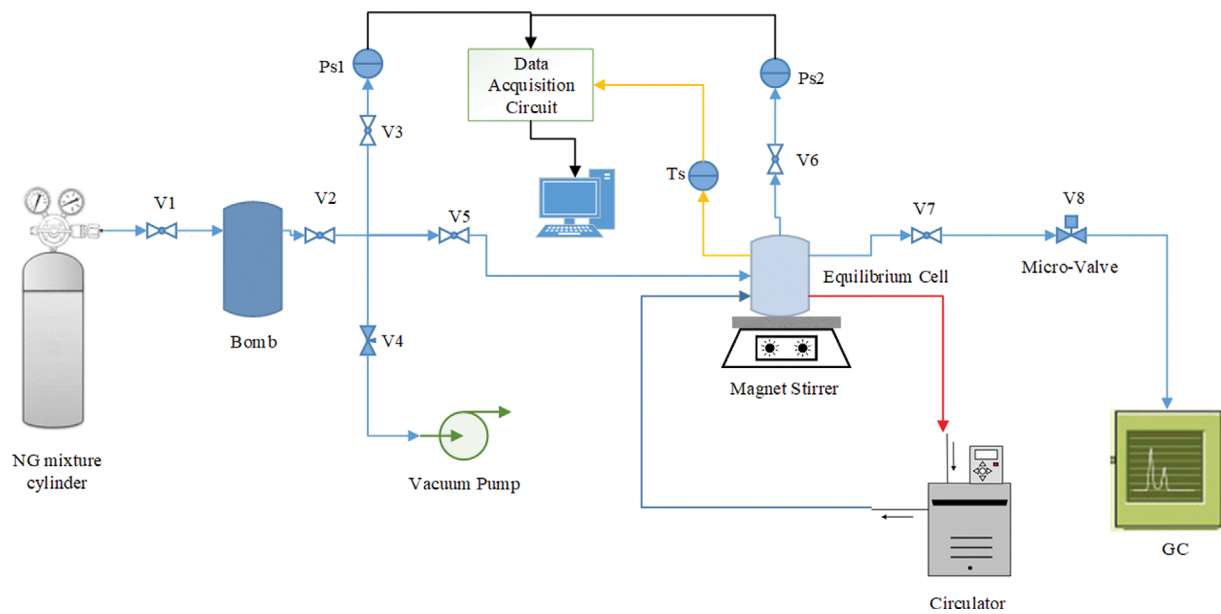 Ps1
Data
Acquisition
Circuit
Ps2
V3
V6
Ts
V1
V2
V5
V7
V8
Micro-Valve
Equilibrium Cell
Bomb
V4
Magnet Stirrer
NG mixture
cylinder
Vacuum Pump
GC
Circulator